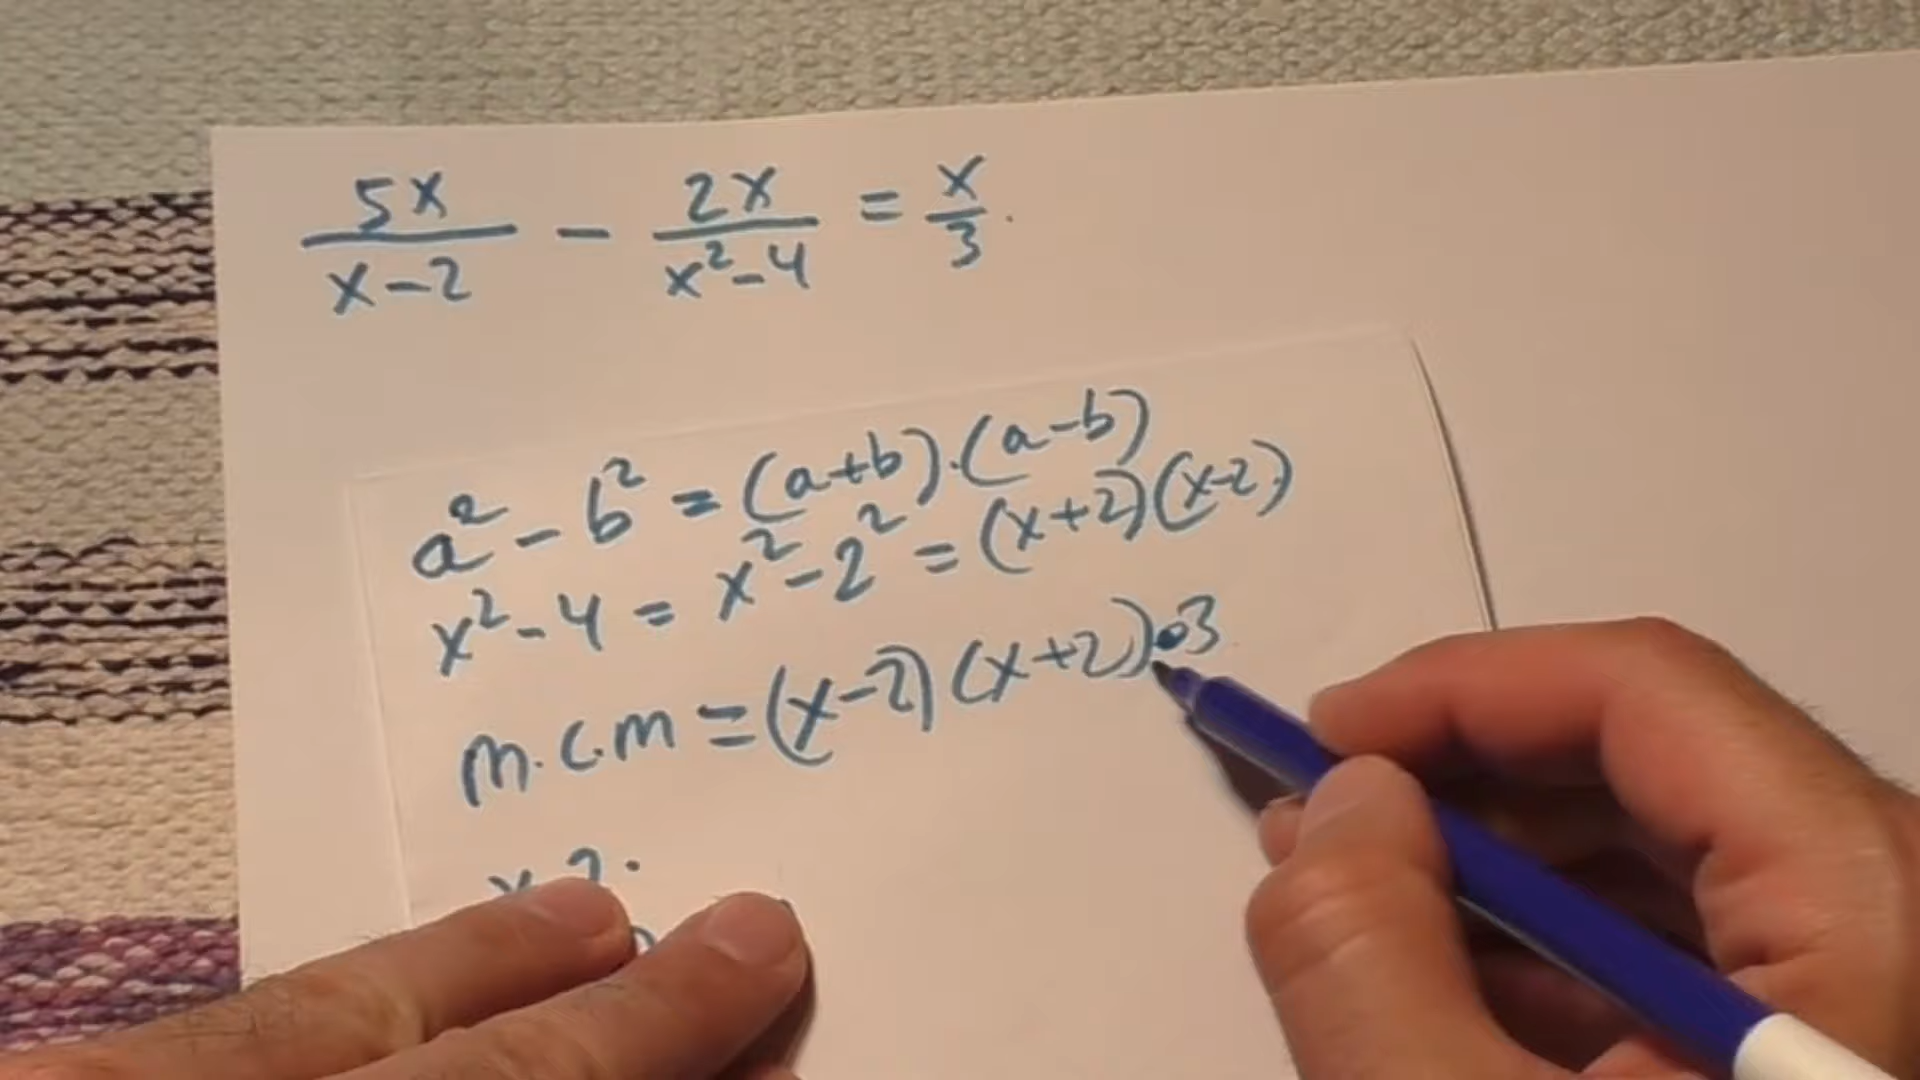 5x/(x-2) - 2x/(x²-4) = x/3.
a² - b² = (a+b).(a-b)
x² - 4 = x² - 2² = (x+2)(x-2)
m.c.m = (x-2)(x+2)•3